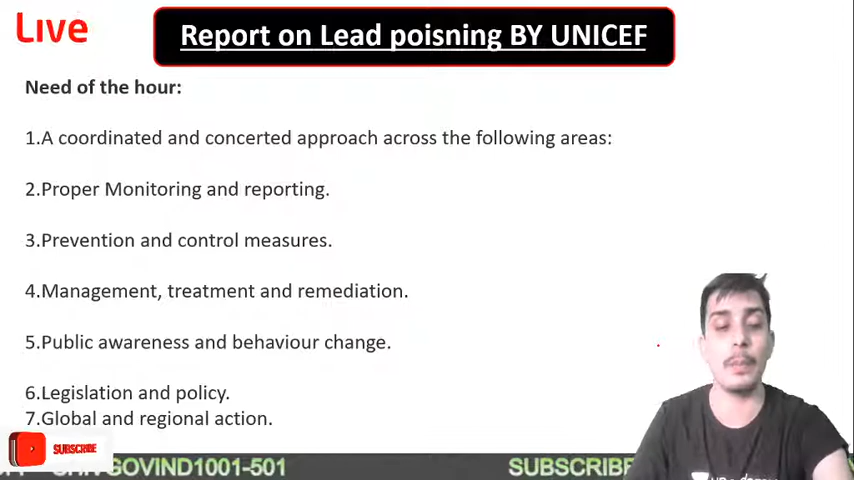 Live
Report on Lead poisning BY UNICEF
Need of the hour:
1.A coordinated and concerted approach across the following areas:
2.Proper Monitoring and reporting.
3.Prevention and control measures.
4.Management, treatment and remediation.
5.Public awareness and behaviour change.
6.Legislation and policy.
7.Global and regional action.
SUBSCRIBE
GOVIND1001-501 SUBSCRIBE